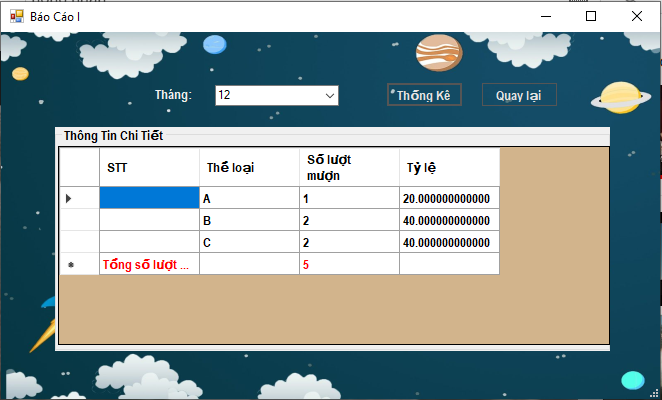 Báo Cáo I
Tháng: 12 Thống Kê Quay lại
Thông Tin Chi Tiết
STT Thể loại Số lượt mượn Tỷ lệ
A 1 20.000000000000
B 2 40.000000000000
C 2 40.000000000000
Tổng số lượt ... 5